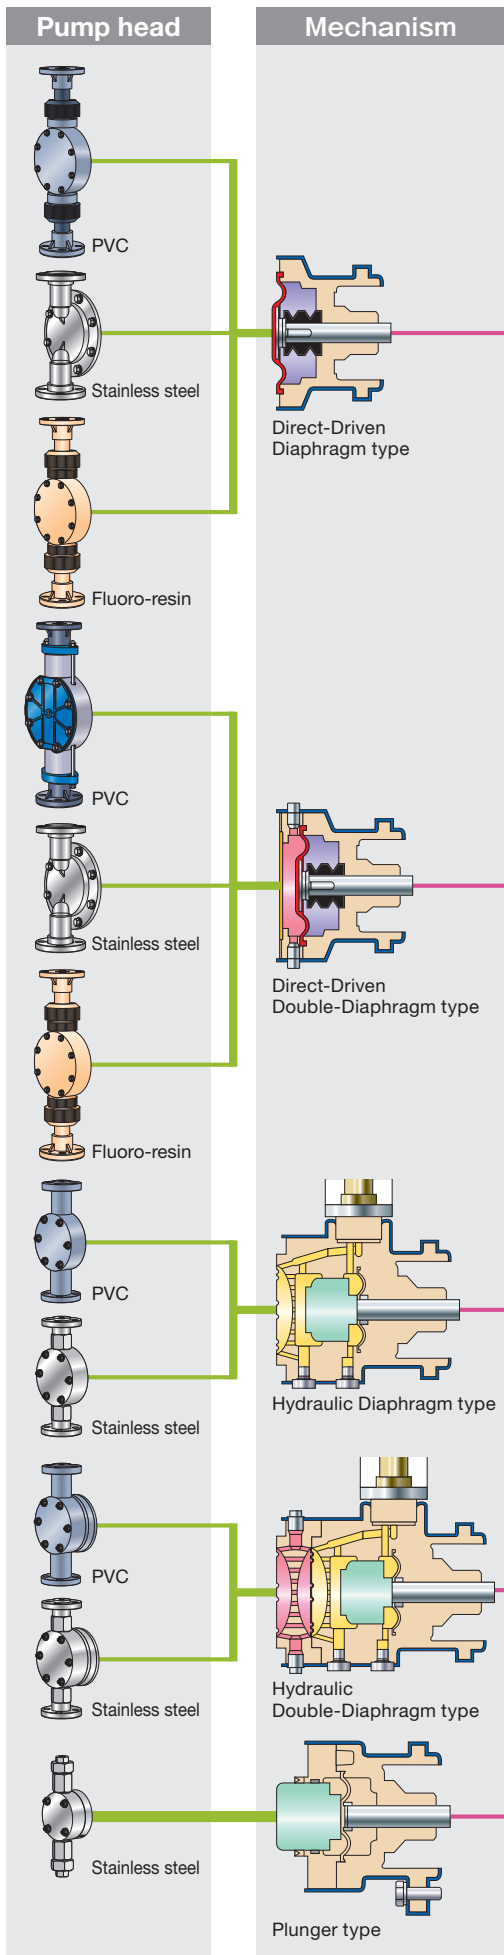 Pump head
Mechanism
PVC
Stainless steel
Direct-Driven
Diaphragm type
Fluoro-resin
PVC
Stainless steel
Direct-Driven
Double-Diaphragm type
Fluoro-resin
PVC
Hydraulic Diaphragm type
Stainless steel
PVC
Stainless steel
Hydraulic
Double-Diaphragm type
Stainless steel
Plunger type